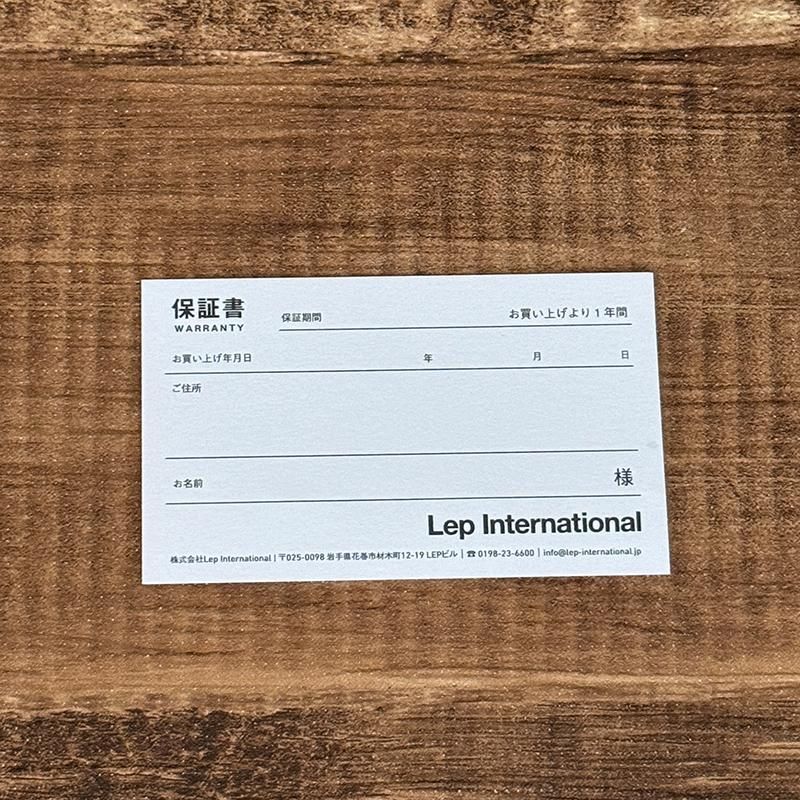 保証書
WARRANTY
保証期間 お買い上げより1年間
お買い上げ年月日 年 月 日
ご住所
お名前 様
Lep International
株式会社Lep International | 〒025-0098 岩手県花巻市材木町12-19 LEPビル | ☎ 0198-23-6600 | info@lep-international.jp